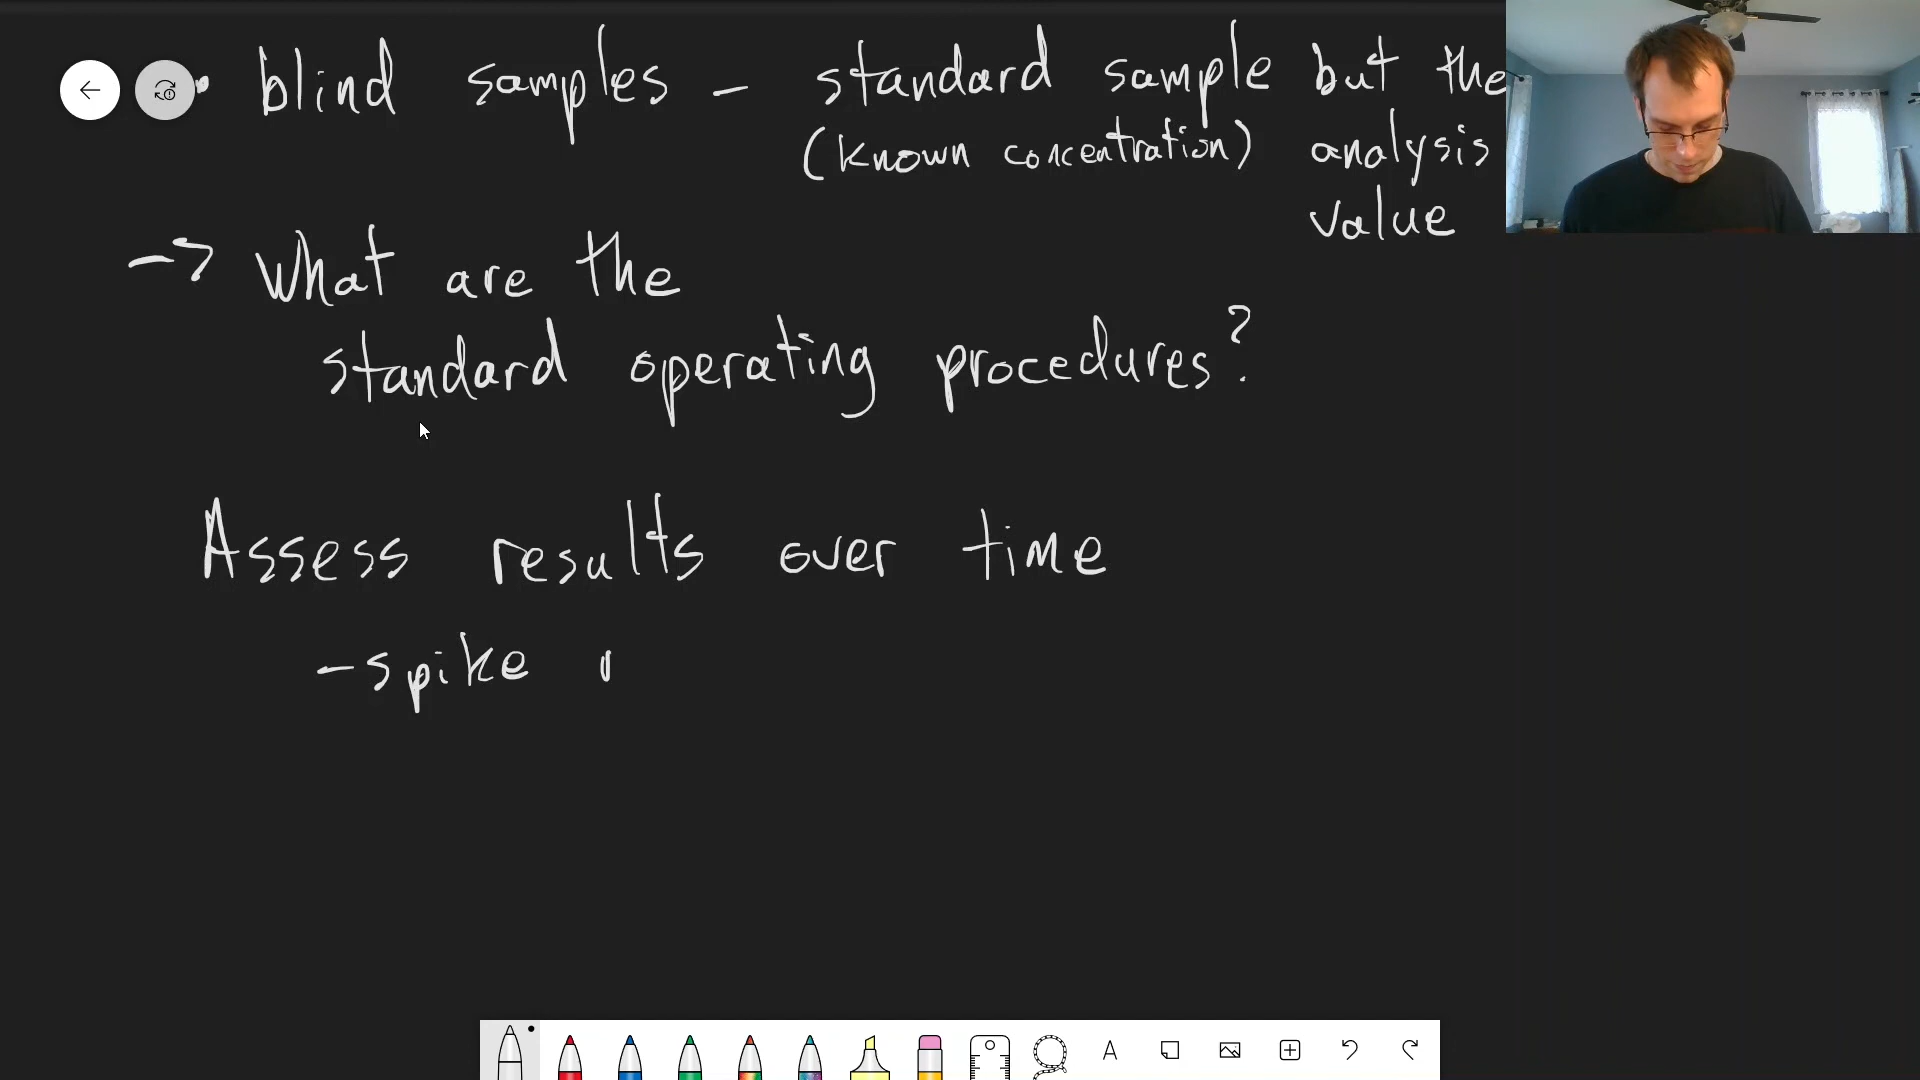 • blind samples – standard sample but the
(known concentration) analysis
value
→ What are the
standard operating procedures?
Assess results over time
- spike
A